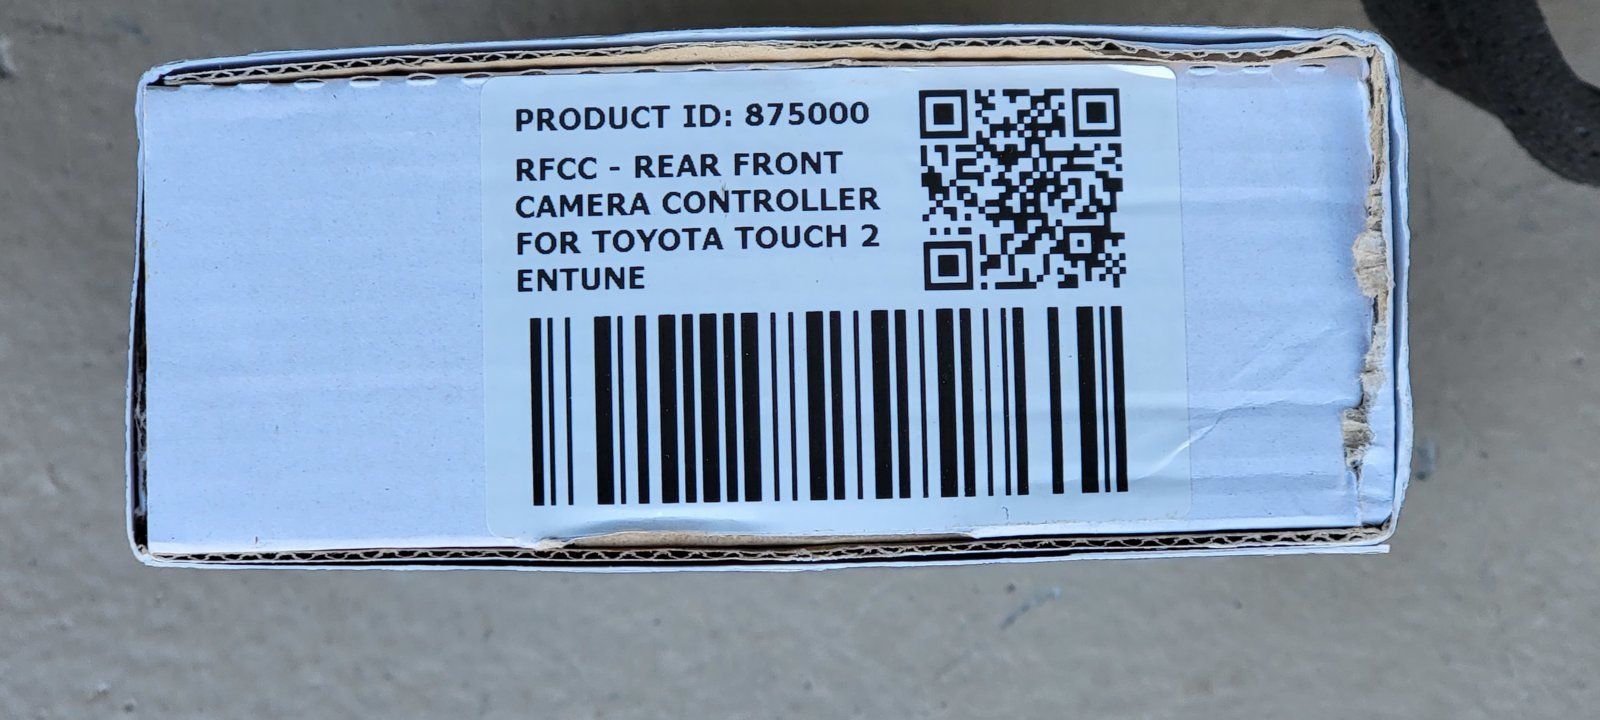 PRODUCT ID: 875000
RFCC - REAR FRONT
CAMERA CONTROLLER
FOR TOYOTA TOUCH 2
ENTUNE